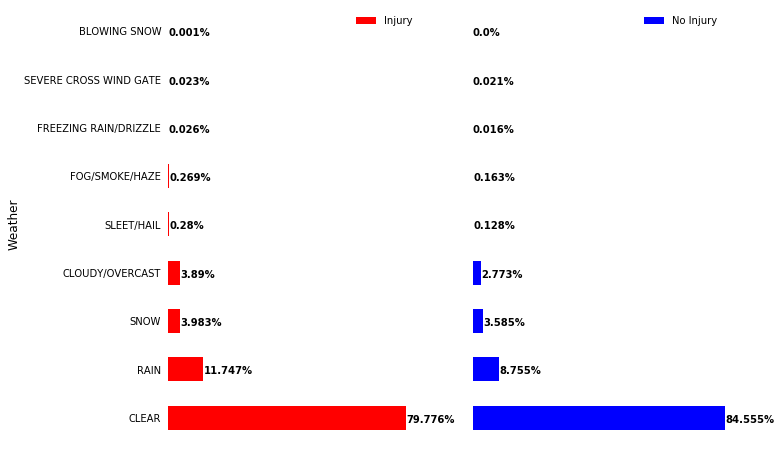 Injury
No Injury
BLOWING SNOW 0.001% 0.0%
SEVERE CROSS WIND GATE 0.023% 0.021%
FREEZING RAIN/DRIZZLE 0.026% 0.016%
FOG/SMOKE/HAZE 0.269% 0.163%
SLEET/HAIL 0.28% 0.128%
CLOUDY/OVERCAST 3.89% 2.773%
SNOW 3.983% 3.585%
RAIN 11.747% 8.755%
CLEAR 79.776% 84.555%
Weather